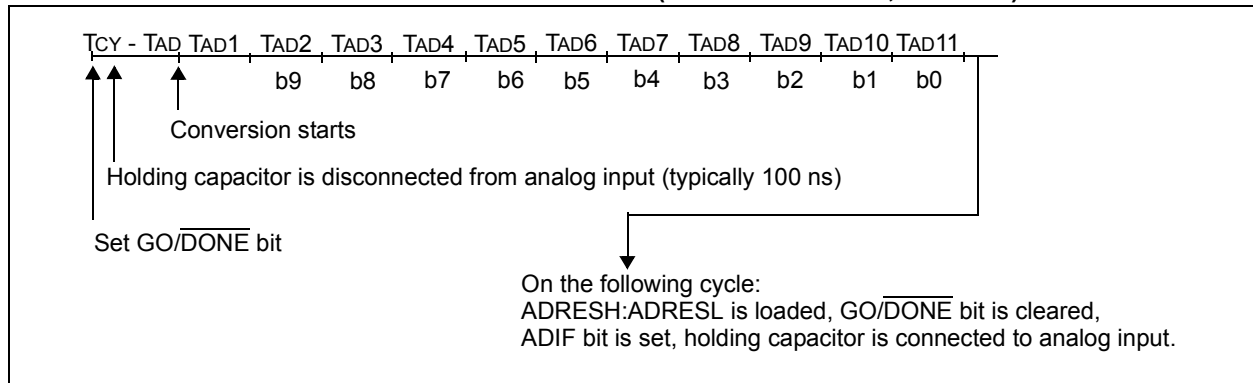 TCY - TAD TAD1 TAD2 TAD3 TAD4 TAD5 TAD6 TAD7 TAD8 TAD9 TAD10 TAD11
b9 b8 b7 b6 b5 b4 b3 b2 b1 b0
Conversion starts
Holding capacitor is disconnected from analog input (typically 100 ns)
Set GO/DONE bit
On the following cycle:
ADRESH:ADRESL is loaded, GO/DONE bit is cleared,
ADIF bit is set, holding capacitor is connected to analog input.